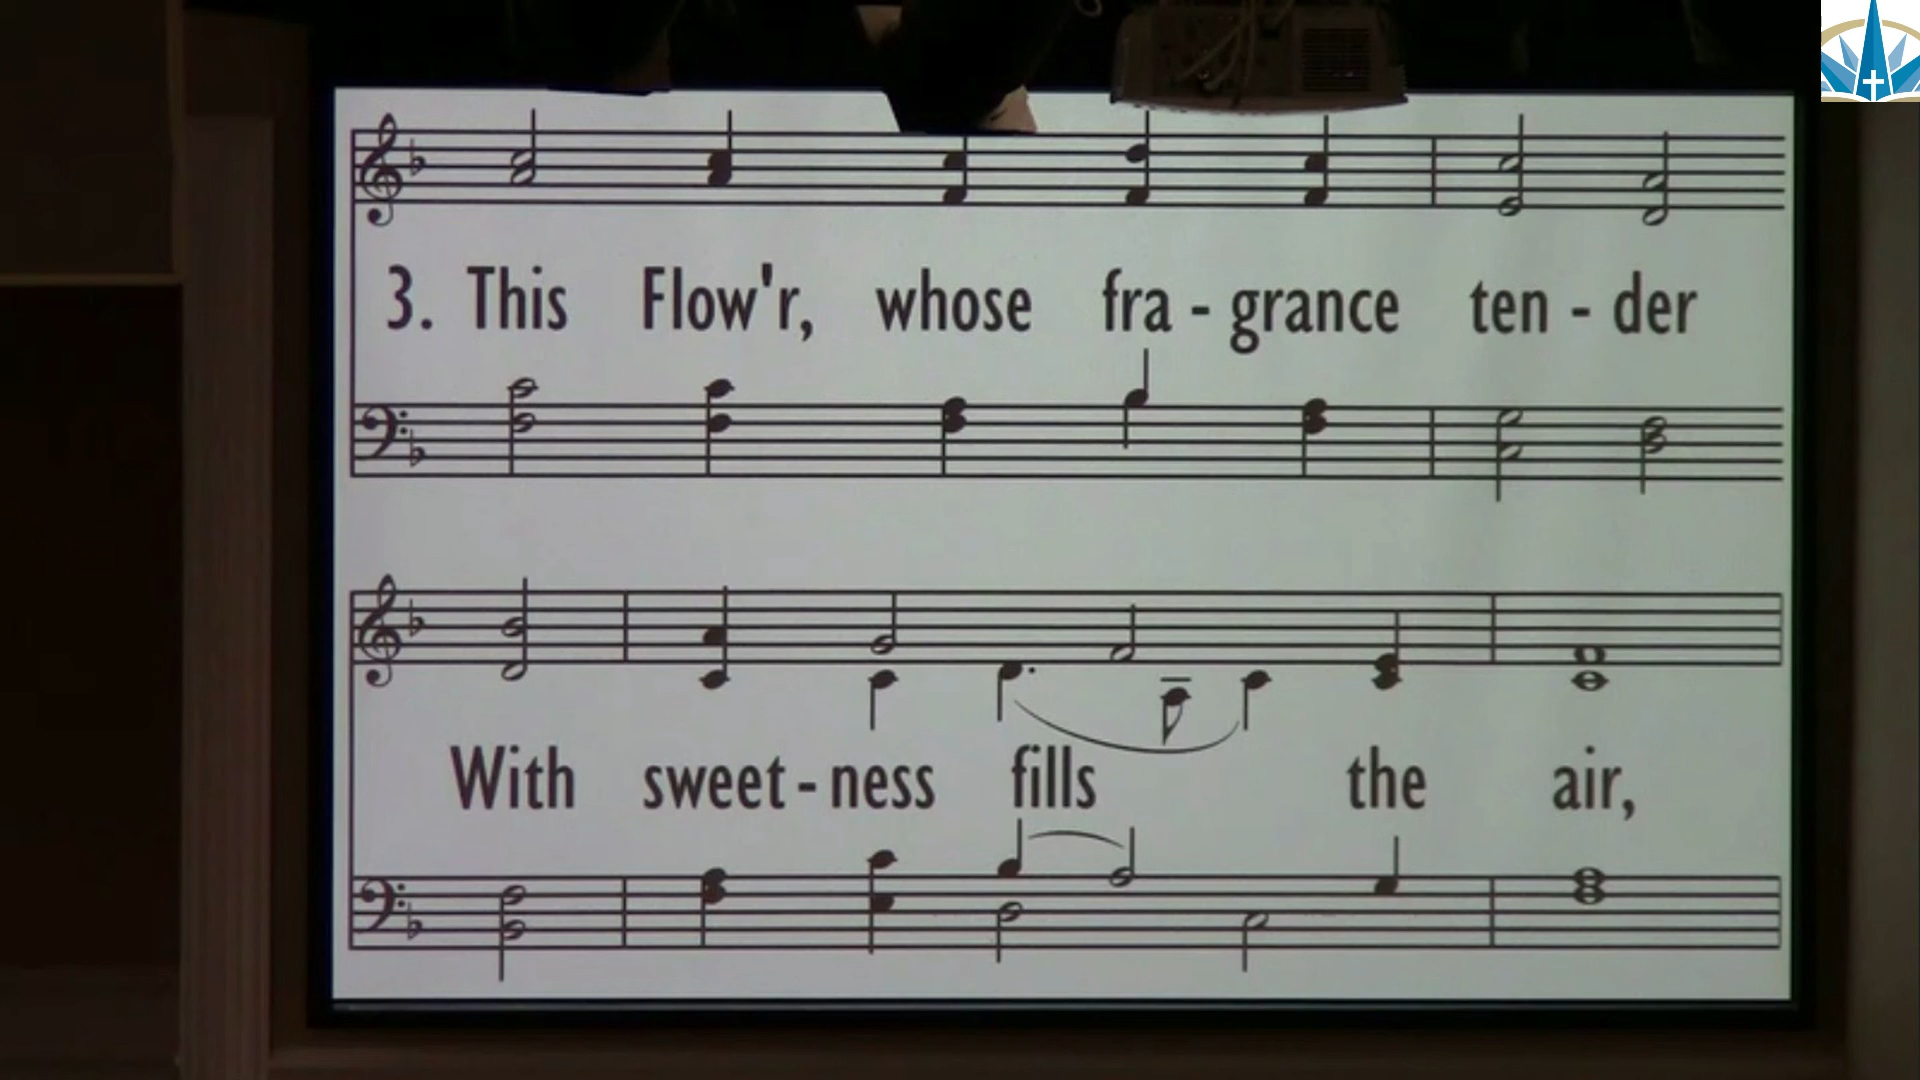 3. This Flow'r, whose fra - grance ten - der
With sweet - ness fills the air,